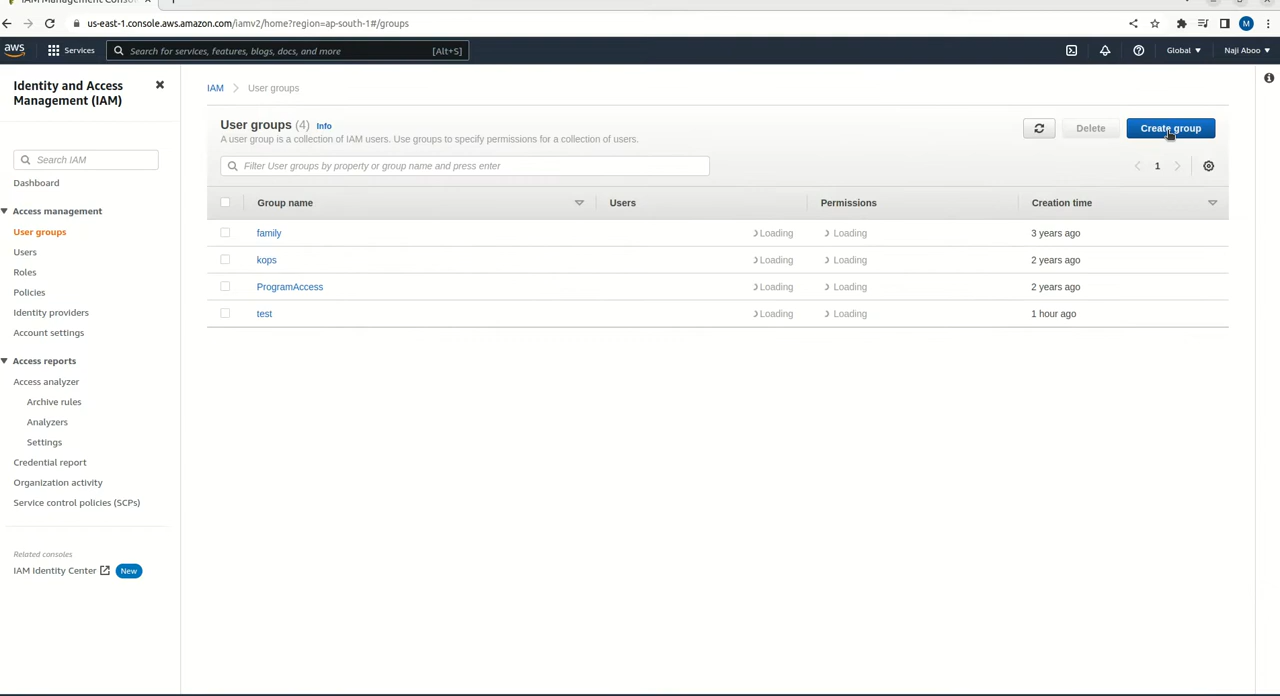 us-east-1.console.aws.amazon.com/iamv2/home?region=ap-south-1#/groups
M
aws
Services
Search for services, features, blogs, docs, and more
[Alt+S]
Global
Naji Aboo
Identity and Access
Management (IAM)
Search IAM
Dashboard
Access management
User groups
Users
Roles
Policies
Identity providers
Account settings
Access reports
Access analyzer
Archive rules
Analyzers
Settings
Credential report
Organization activity
Service control policies (SCPs)
Related consoles
IAM Identity Center
New
IAM
User groups
User groups (4) Info
A user group is a collection of IAM users. Use groups to specify permissions for a collection of users.
Delete
Create group
Filter User groups by property or group name and press enter
1
Group name Users Permissions Creation time
family Loading Loading 3 years ago
kops Loading Loading 2 years ago
ProgramAccess Loading Loading 2 years ago
test Loading Loading 1 hour ago